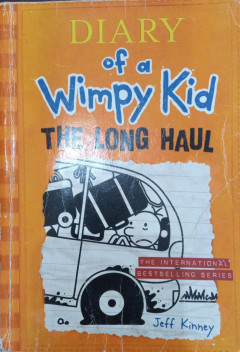 DIARY
of a
Wimpy Kid
THE LONG HAUL
THE INTERNATIONAL
BESTSELLING SERIES
Jeff Kinney